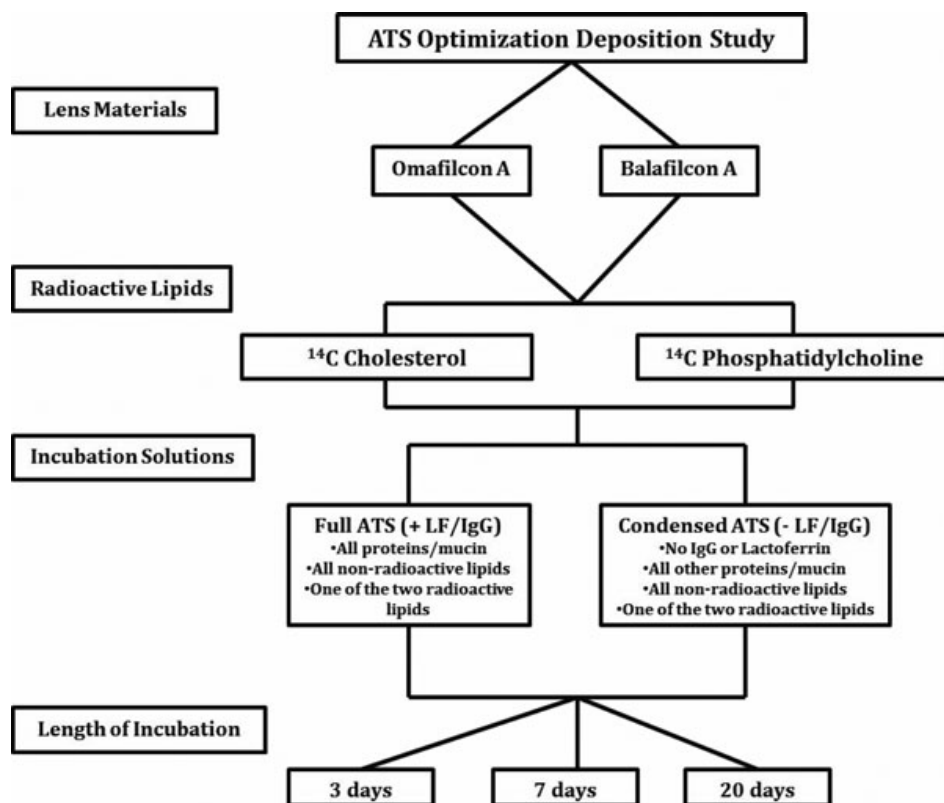 ATS Optimization Deposition Study
Lens Materials
Omafilcon A
Balafilcon A
Radioactive Lipids
¹⁴C Cholesterol
¹⁴C Phosphatidylcholine
Incubation Solutions
Full ATS (+ LF/IgG)
•All proteins/mucin
•All non-radioactive lipids
•One of the two radioactive
lipids
Condensed ATS (- LF/IgG)
•No IgG or Lactoferrin
•All other proteins/mucin
•All non-radioactive lipids
•One of the two radioactive lipids
Length of Incubation
3 days
7 days
20 days